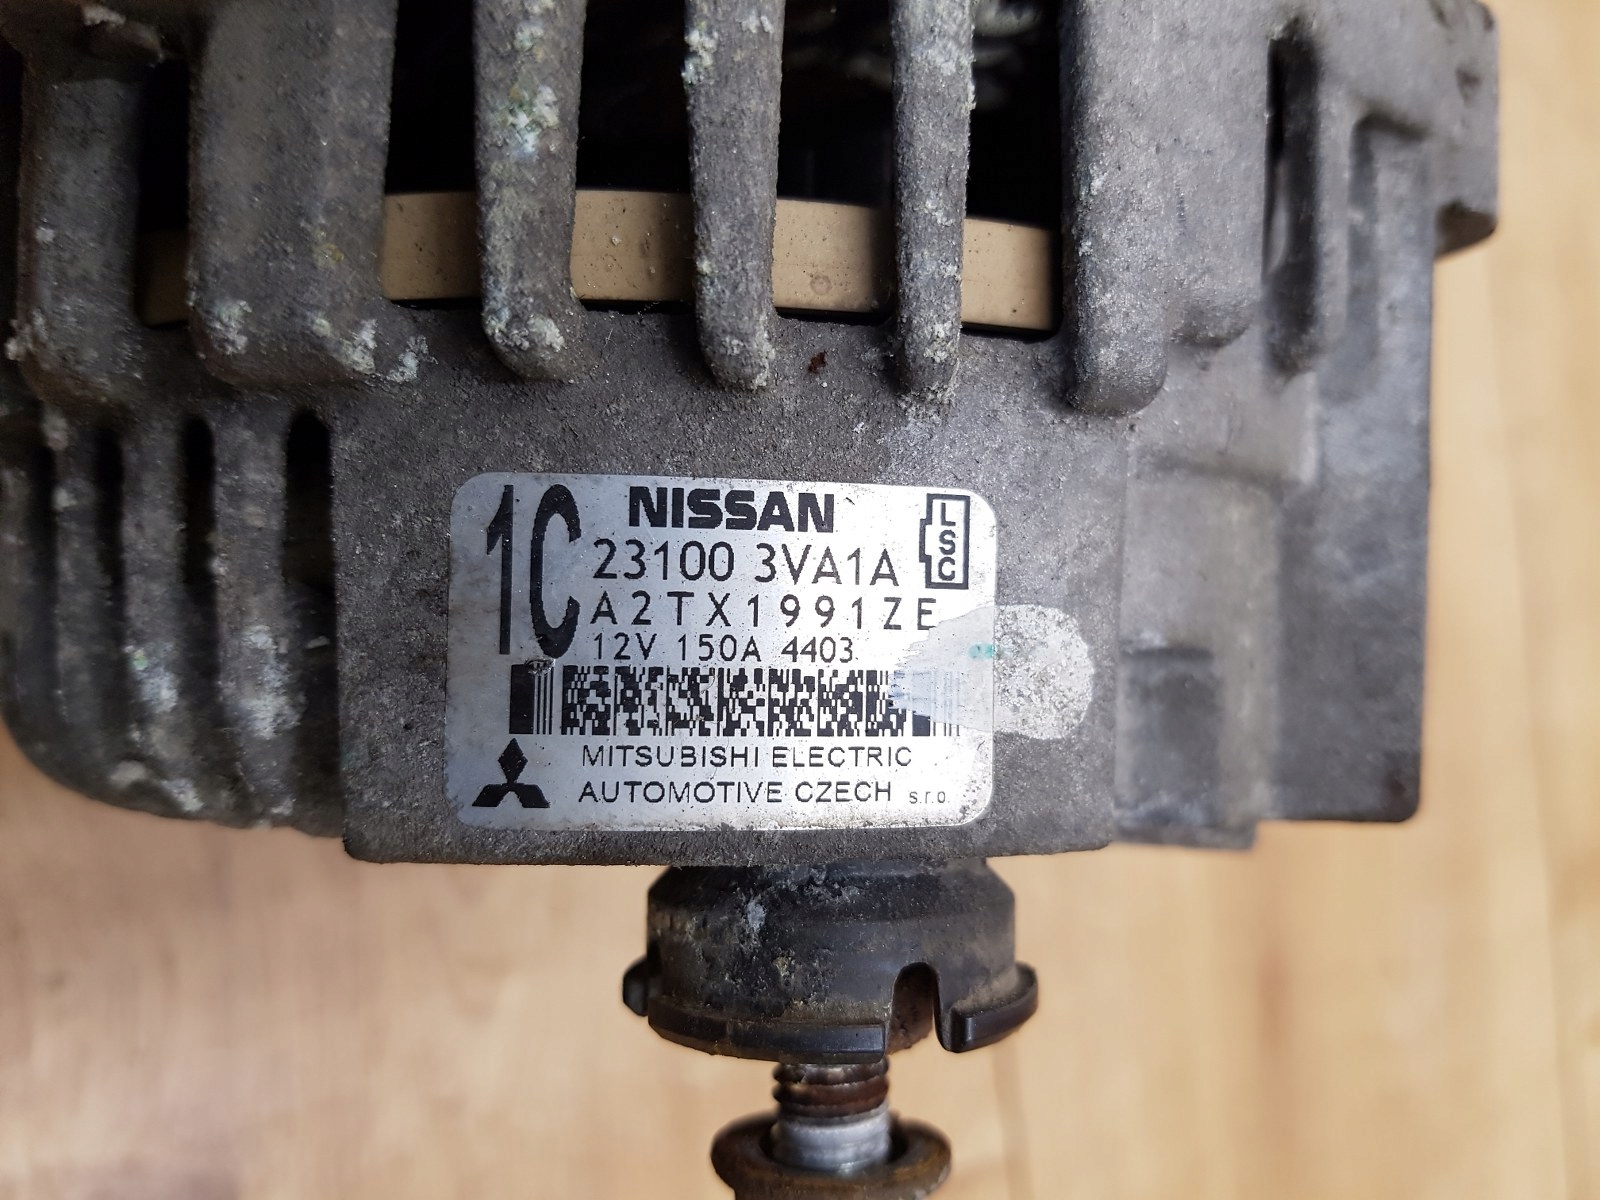 1C
NISSAN
LSC
23100 3VA1A
A2TX1991ZE
12V 150A 4403
MITSUBISHI ELECTRIC
AUTOMOTIVE CZECH s.r.o.